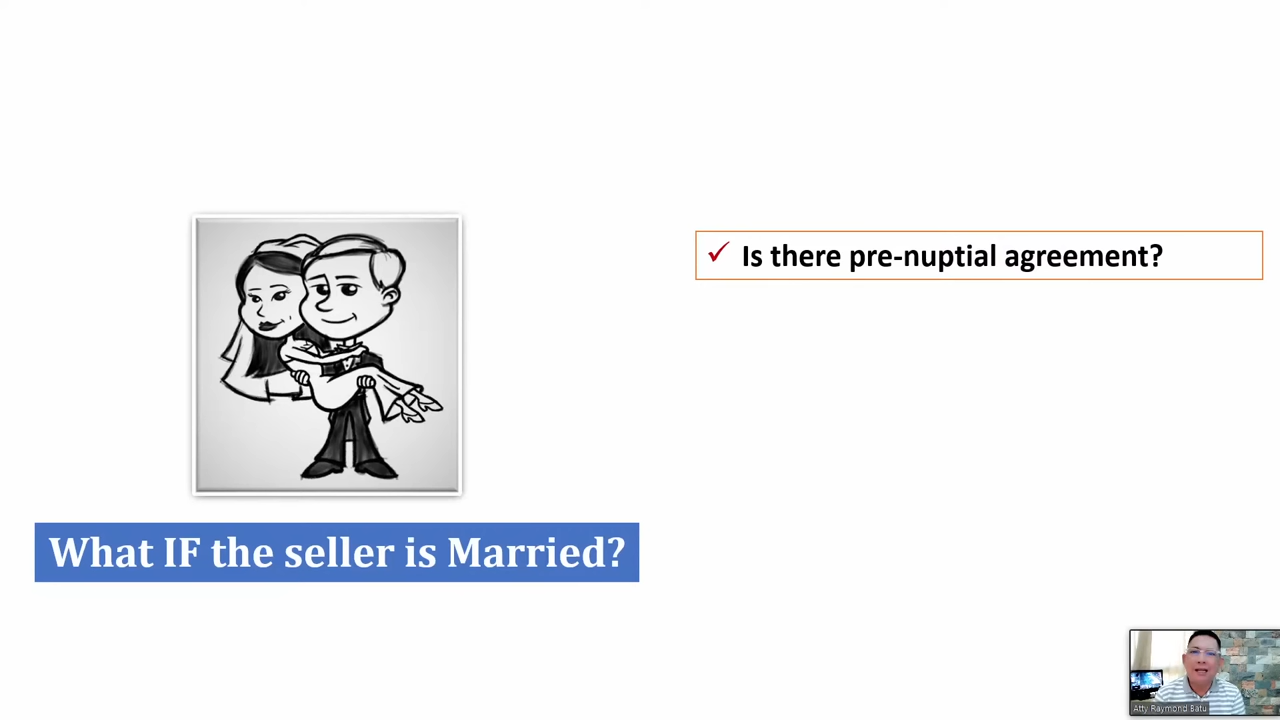 Is there pre-nuptial agreement?
What IF the seller is Married?
Atty Raymond Batu